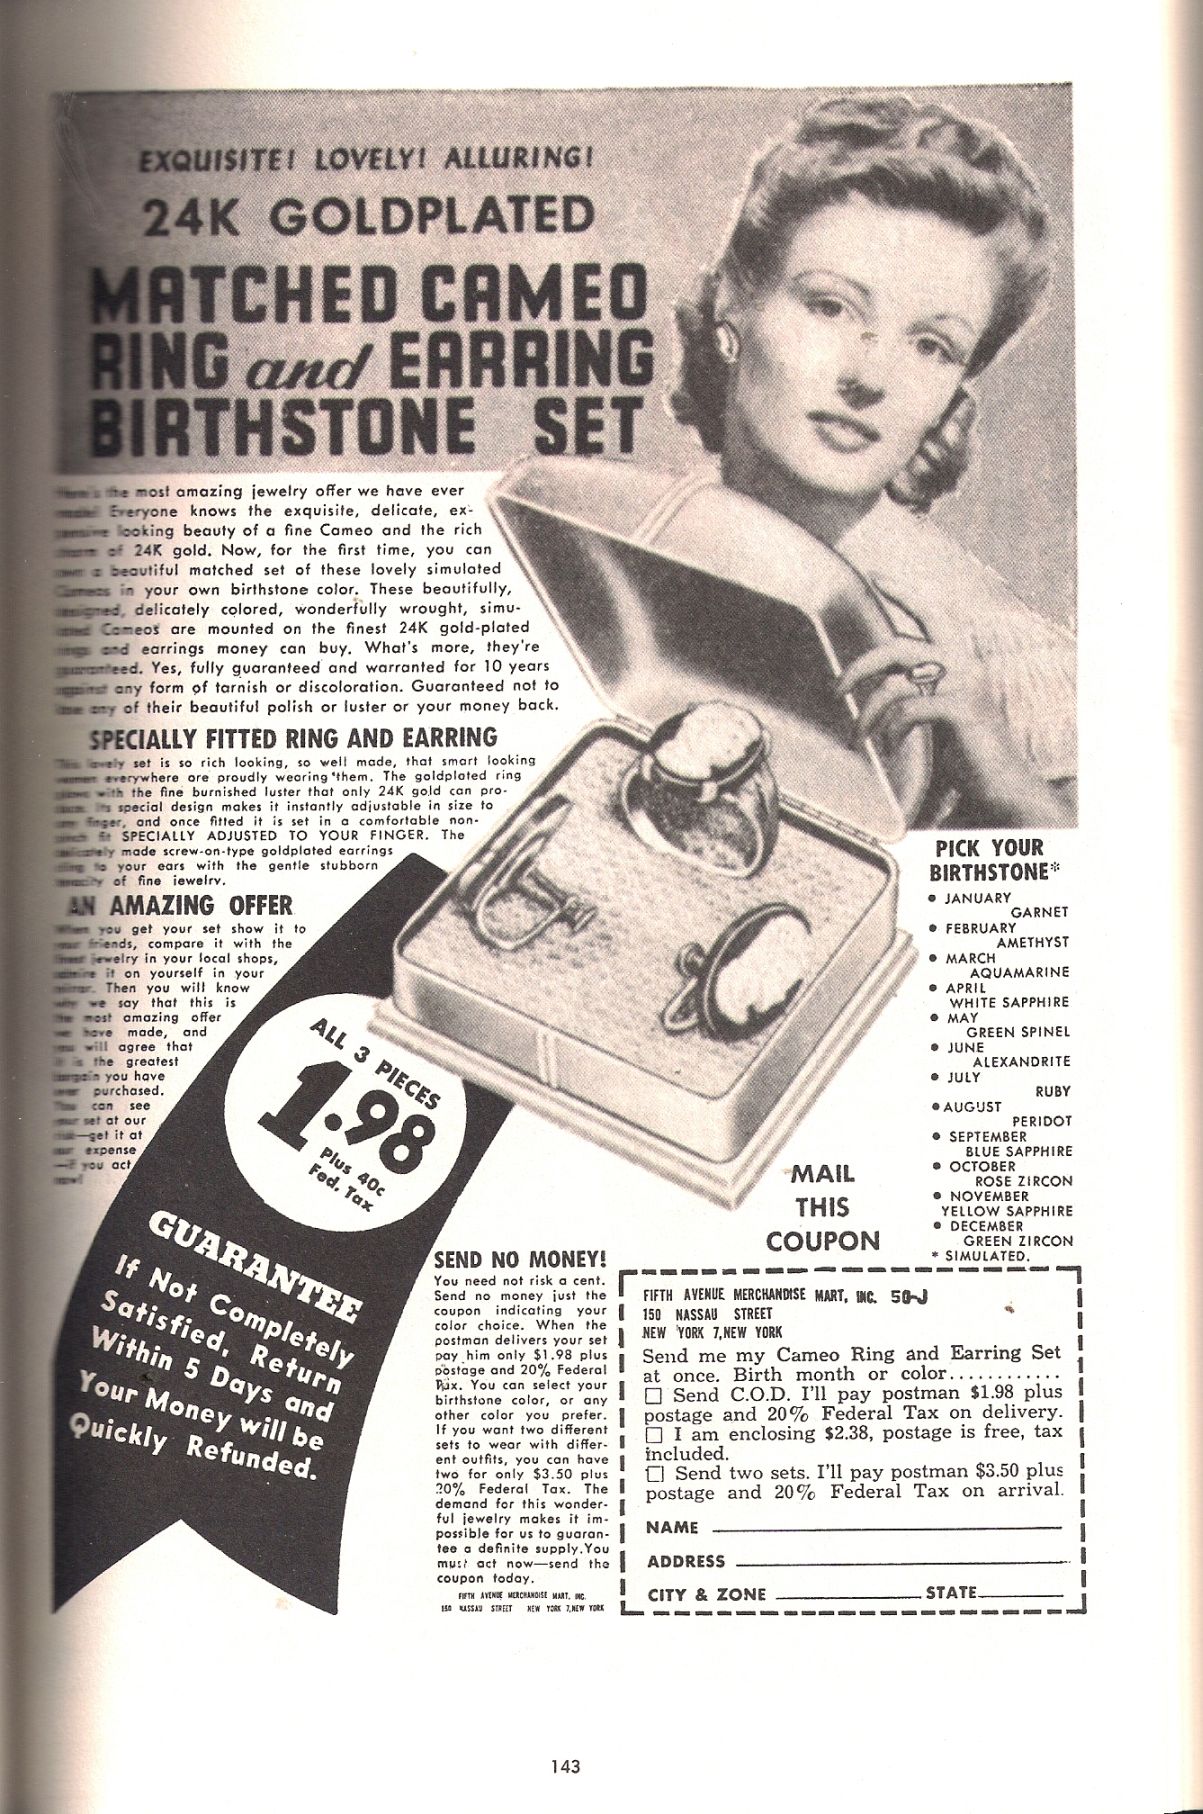 EXQUISITE! LOVELY! ALLURING!
24K GOLDPLATED
MATCHED CAMEO
RING and EARRING
BIRTHSTONE SET
the most amazing jewelry offer we have ever
Everyone knows the exquisite, delicate, ex-
looking beauty of a fine Cameo and the rich
of 24K gold. Now, for the first time, you can
a beautiful matched set of these lovely simulated
in your own birthstone color. These beautifully,
delicately colored, wonderfully wrought, simu-
Cameos are mounted on the finest 24K gold-plated
and earrings money can buy. What's more, they're
guaranteed. Yes, fully guaranteed and warranted for 10 years
against any form of tarnish or discoloration. Guaranteed not to
any of their beautiful polish or luster or your money back.
SPECIALLY FITTED RING AND EARRING
lovely set is so rich looking, so well made, that smart looking
everywhere are proudly wearing them. The goldplated ring
with the fine burnished luster that only 24K gold can pro-
Its special design makes it instantly adjustable in size to
finger, and once fitted it is set in a comfortable non-
fit SPECIALLY ADJUSTED TO YOUR FINGER. The
delicately made screw-on-type goldplated earrings
to your ears with the gentle stubborn
of fine jewelry.
AN AMAZING OFFER
you get your set show it to
friends, compare it with the
jewelry in your local shops,
it on yourself in your
Then you will know
we say that this is
most amazing offer
have made, and
will agree that
is the greatest
you have
purchased.
can see
set at our
—get it at
expense
you act
ALL 3 PIECES
1.98
Plus 40c
Fed. Tax
GUARANTEE
If Not Completely
Satisfied, Return
Within 5 Days and
Your Money will be
Quickly Refunded.
PICK YOUR
BIRTHSTONE*
• JANUARY
GARNET
• FEBRUARY
AMETHYST
• MARCH
AQUAMARINE
• APRIL
WHITE SAPPHIRE
• MAY
GREEN SPINEL
• JUNE
ALEXANDRITE
• JULY
RUBY
• AUGUST
PERIDOT
• SEPTEMBER
BLUE SAPPHIRE
• OCTOBER
ROSE ZIRCON
• NOVEMBER
YELLOW SAPPHIRE
• DECEMBER
GREEN ZIRCON
* SIMULATED.
MAIL
THIS
COUPON
SEND NO MONEY!
You need not risk a cent.
Send no money just the
coupon indicating your
color choice. When the
postman delivers your set
pay him only $1.98 plus
postage and 20% Federal
Tax. You can select your
birthstone color, or any
other color you prefer.
If you want two different
sets to wear with differ-
ent outfits, you can have
two for only $3.50 plus
20% Federal Tax. The
demand for this wonder-
ful jewelry makes it im-
possible for us to guaran-
tee a definite supply. You
must act now—send the
coupon today.
FIFTH AVENUE MERCHANDISE MART, INC.
150 NASSAU STREET NEW YORK 7, NEW YORK
FIFTH AVENUE MERCHANDISE MART, INC. 50-J
150 NASSAU STREET
NEW YORK 7, NEW YORK
Send me my Cameo Ring and Earring Set
at once. Birth month or color............
☐ Send C.O.D. I'll pay postman $1.98 plus
postage and 20% Federal Tax on delivery.
☐ I am enclosing $2.38, postage is free, tax
included.
☐ Send two sets. I'll pay postman $3.50 plus
postage and 20% Federal Tax on arrival.
NAME
ADDRESS
CITY & ZONE STATE
143